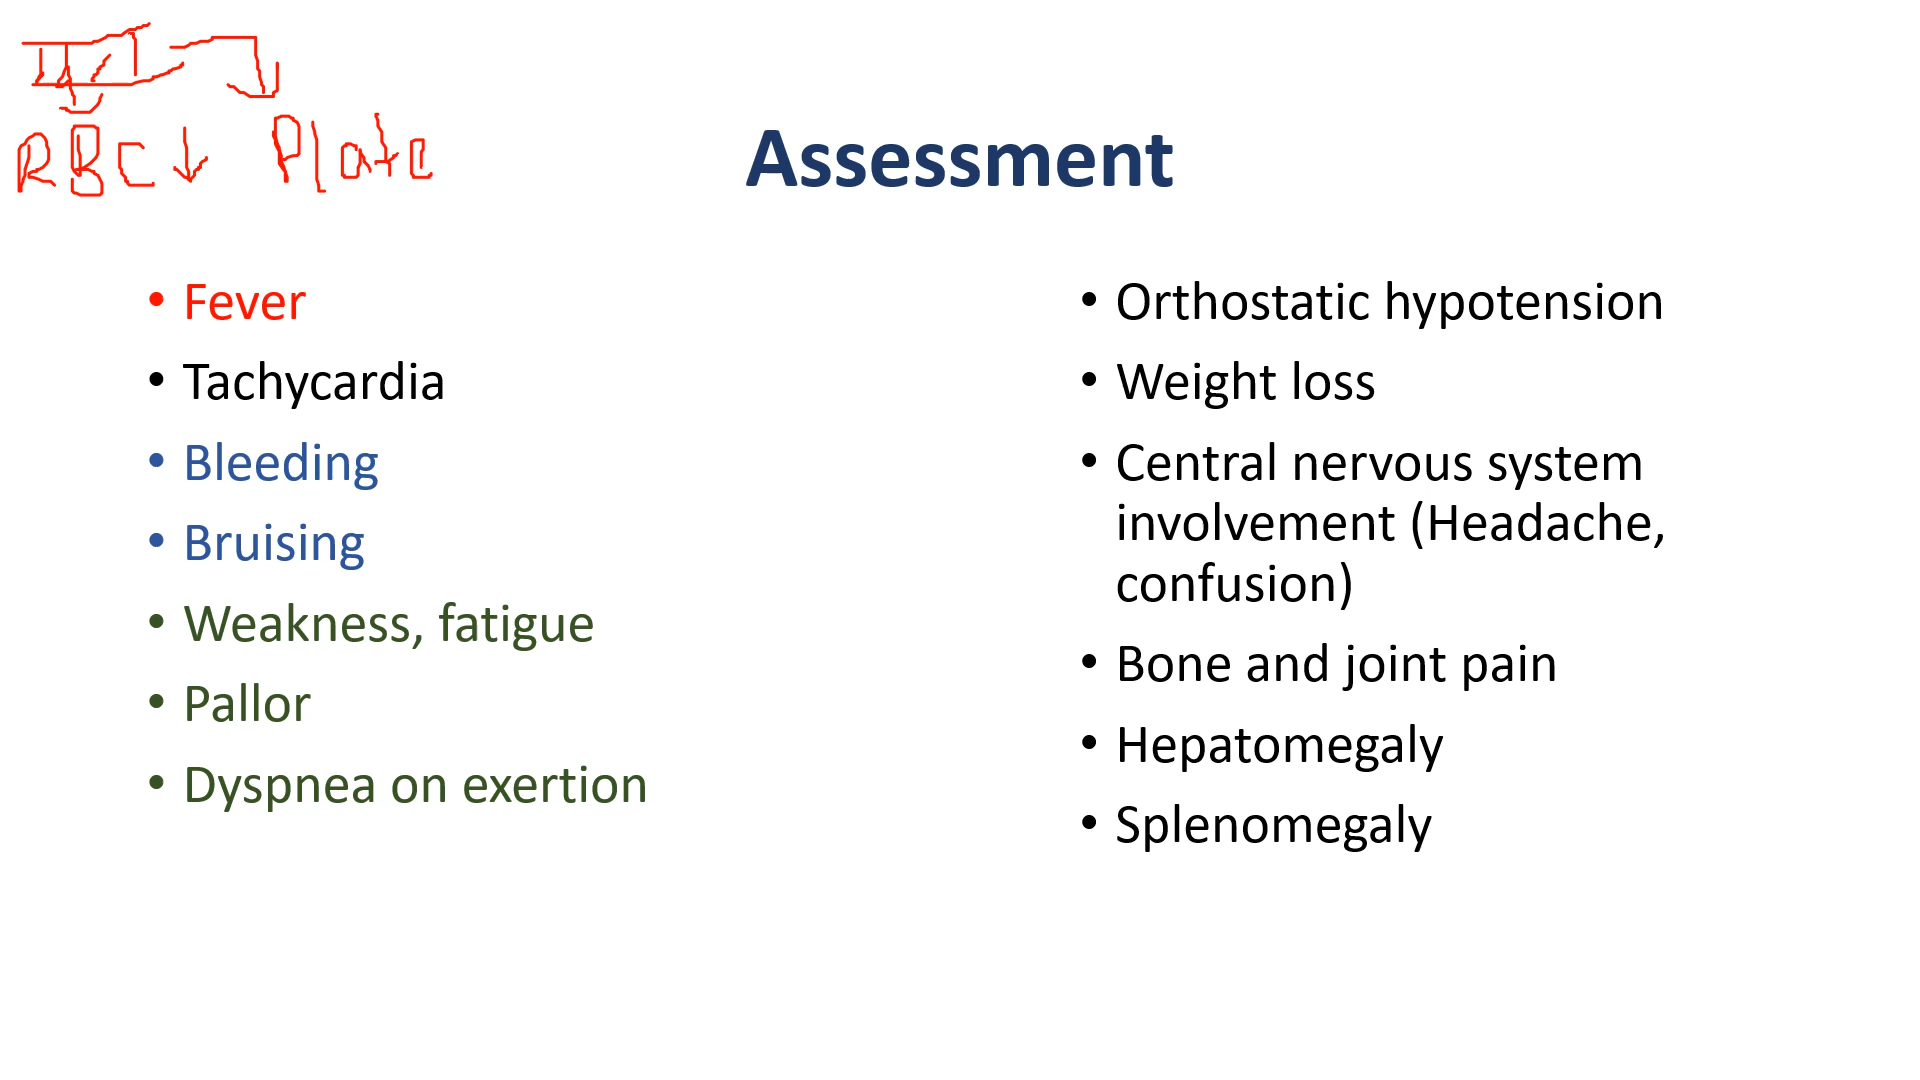 RBC ↓ Plate
Assessment
• Fever
• Tachycardia
• Bleeding
• Bruising
• Weakness, fatigue
• Pallor
• Dyspnea on exertion
• Orthostatic hypotension
• Weight loss
• Central nervous system
involvement (Headache,
confusion)
• Bone and joint pain
• Hepatomegaly
• Splenomegaly